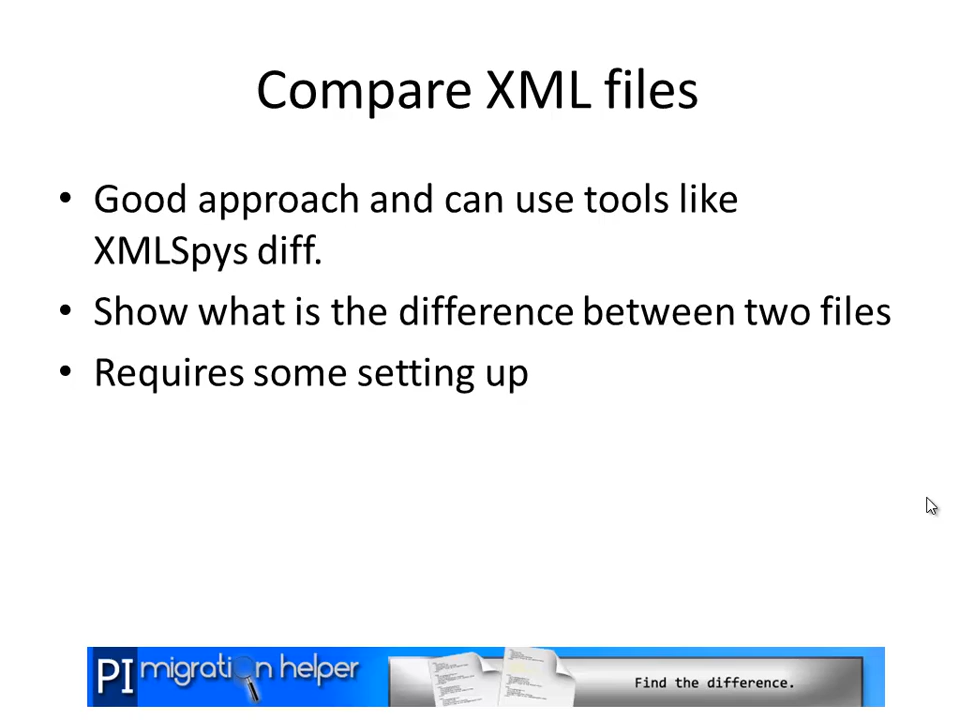 Compare XML files
• Good approach and can use tools like
XMLSpys diff.
• Show what is the difference between two files
• Requires some setting up
PI migration helper
Find the difference.